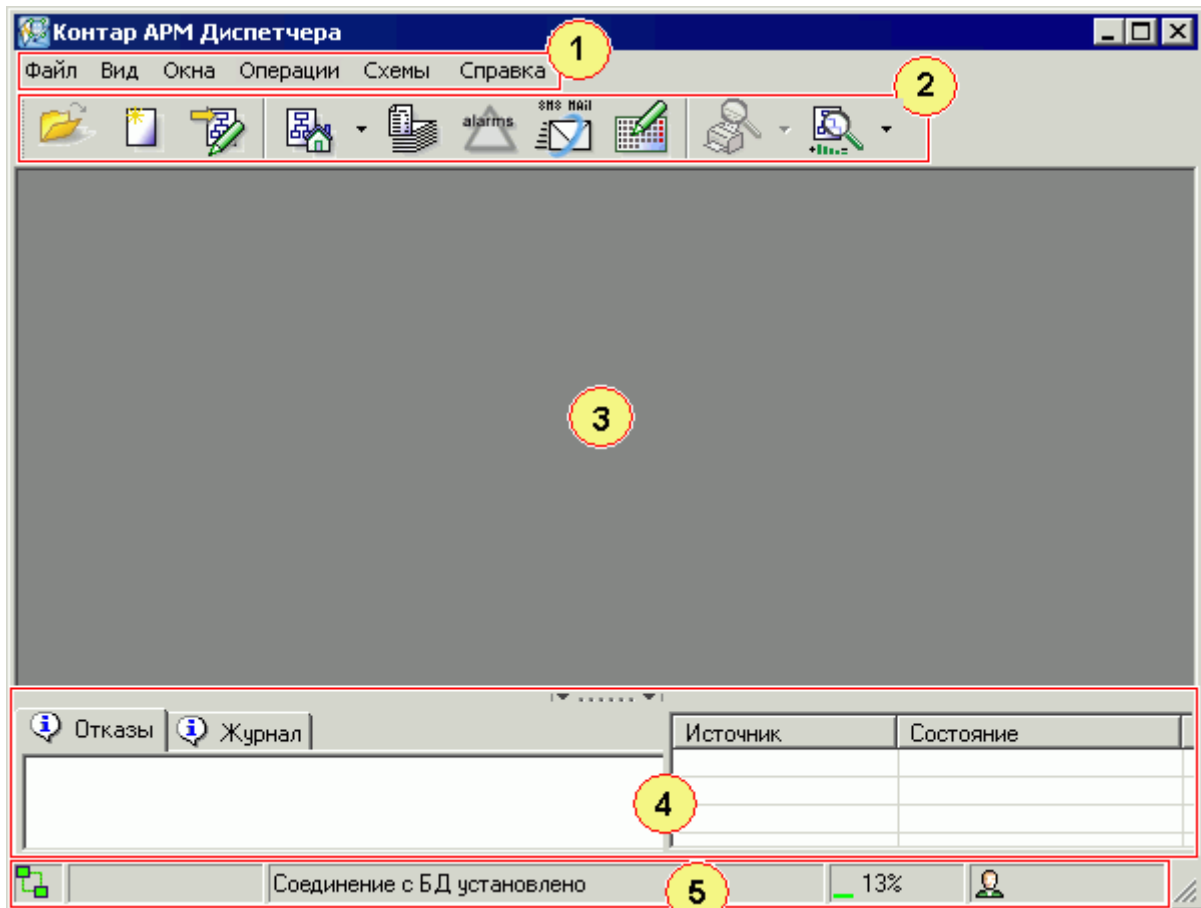 Контар АРМ Диспетчера
1
Файл Вид Окна Операции Схемы Справка
2
alarms
SMS MAil
3
Отказы Журнал
Источник Состояние
4
Соединение с БД установлено 13%
5